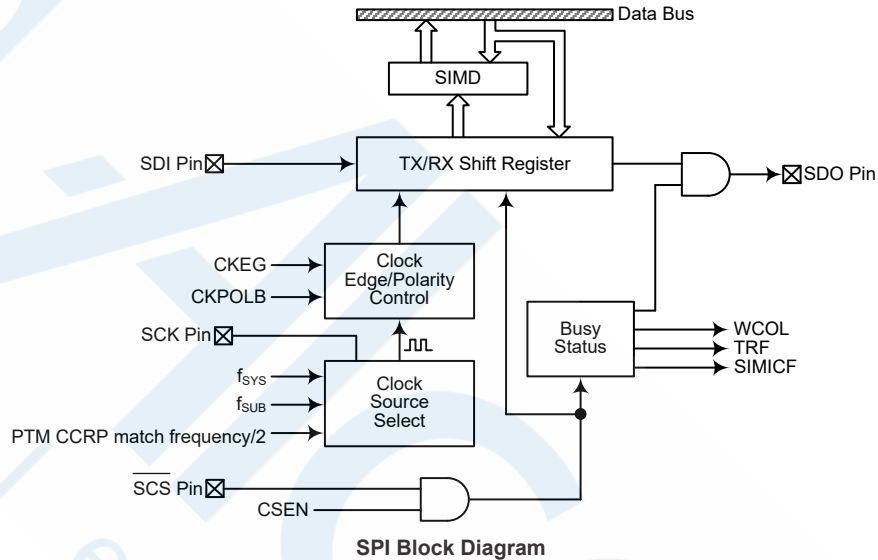 Data Bus
SIMD
SDI Pin
TX/RX Shift Register
SDO Pin
CKEG
CKPOLB
Clock
Edge/Polarity
Control
SCK Pin
Busy
Status
WCOL
TRF
SIMICF
fSYS
fSUB
PTM CCRP match frequency/2
Clock
Source
Select
SCS Pin
CSEN
SPI Block Diagram